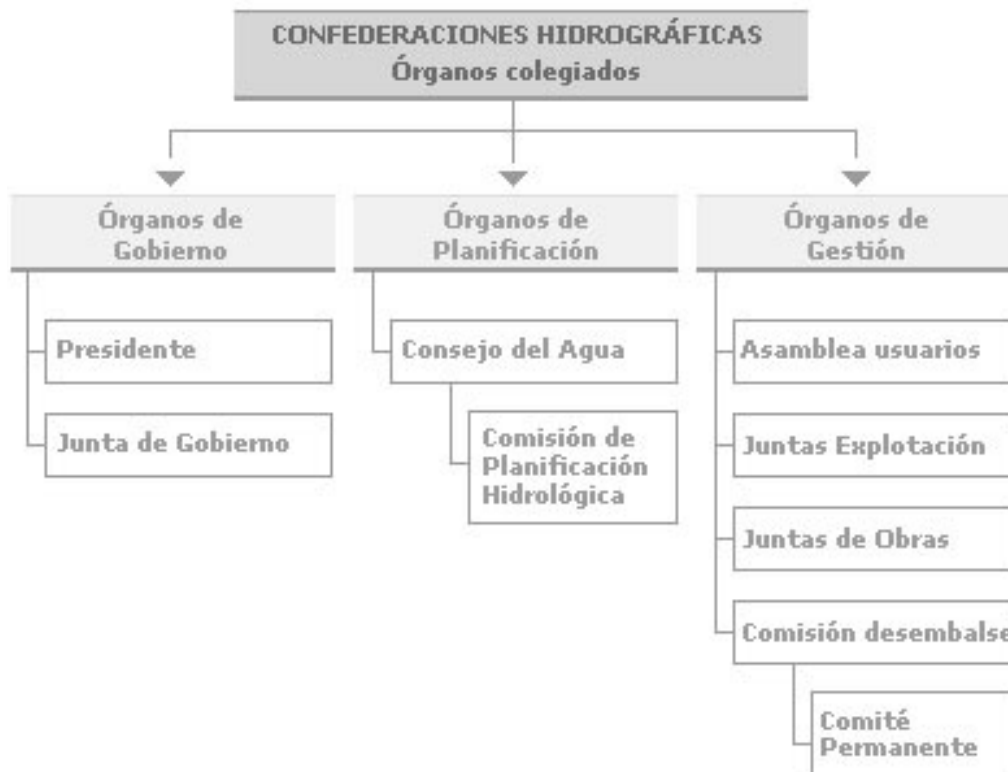 CONFEDERACIONES HIDROGRÁFICAS
Órganos colegiados
Órganos de
Gobierno
Presidente
Junta de Gobierno
Órganos de
Planificación
Consejo del Agua
Comisión de
Planificación
Hidrológica
Órganos de
Gestión
Asamblea usuarios
Juntas Explotación
Juntas de Obras
Comisión desembalse
Comité
Permanente